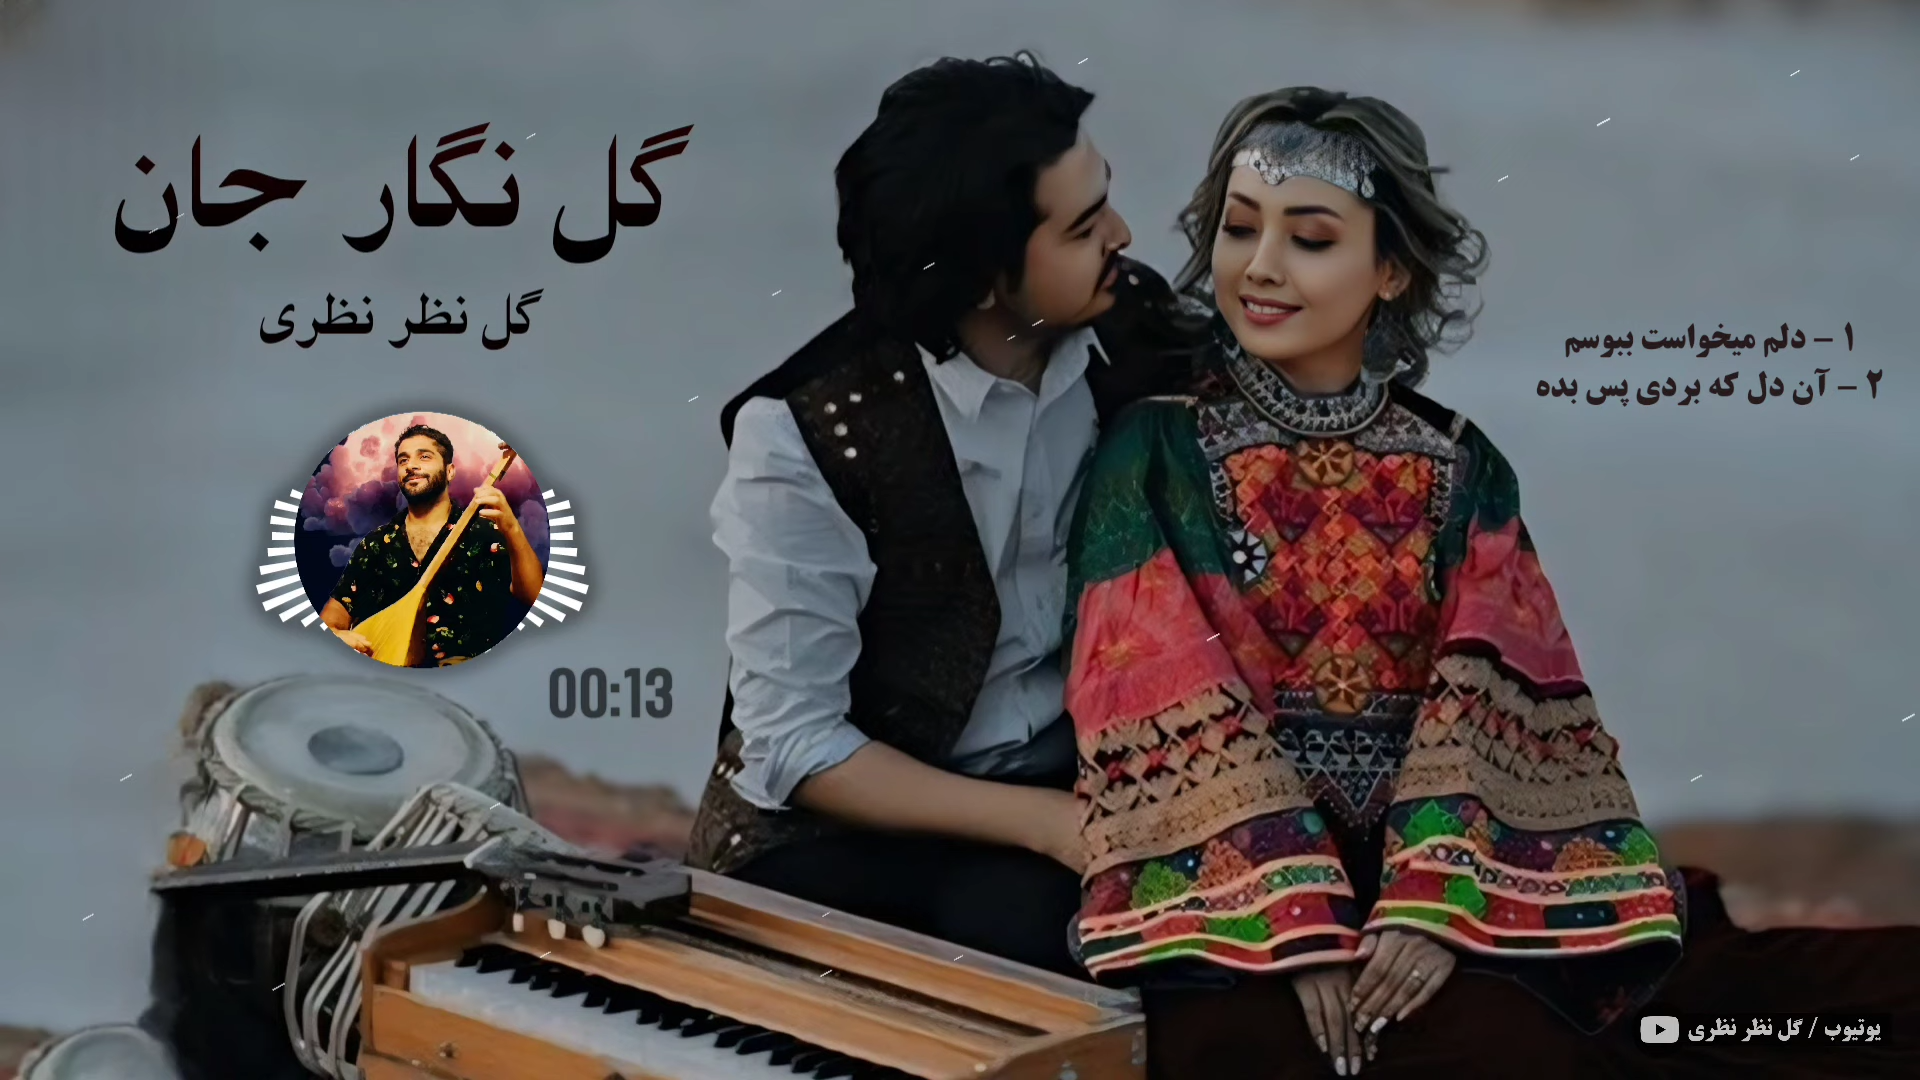 گل نگار جان
گل نظر نظری
۱ - دلم میخواست ببوسم
۲ - آن دل که بردی پس بده
00:13
یوتیوب / گل نظر نظری